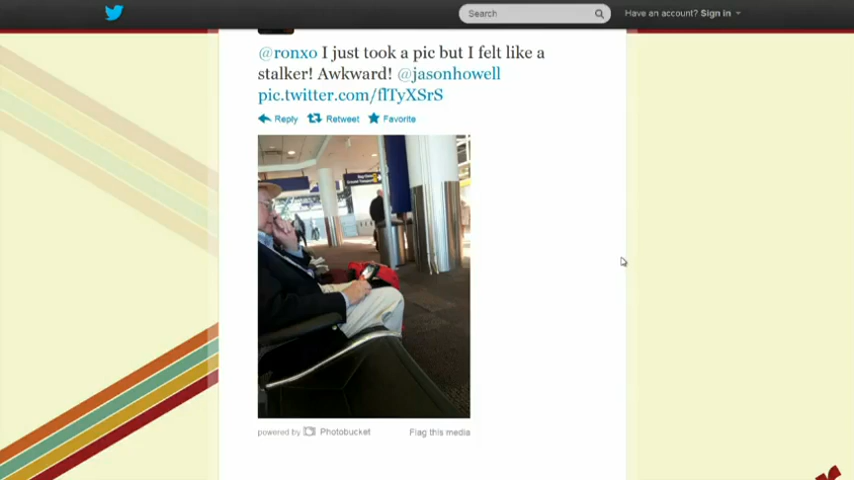 Search
Have an account? Sign in
@ronxo I just took a pic but I felt like a
stalker! Awkward! @jasonhowell
pic.twitter.com/flTyXSrS
Reply Retweet Favorite
powered by Photobucket
Flag this media